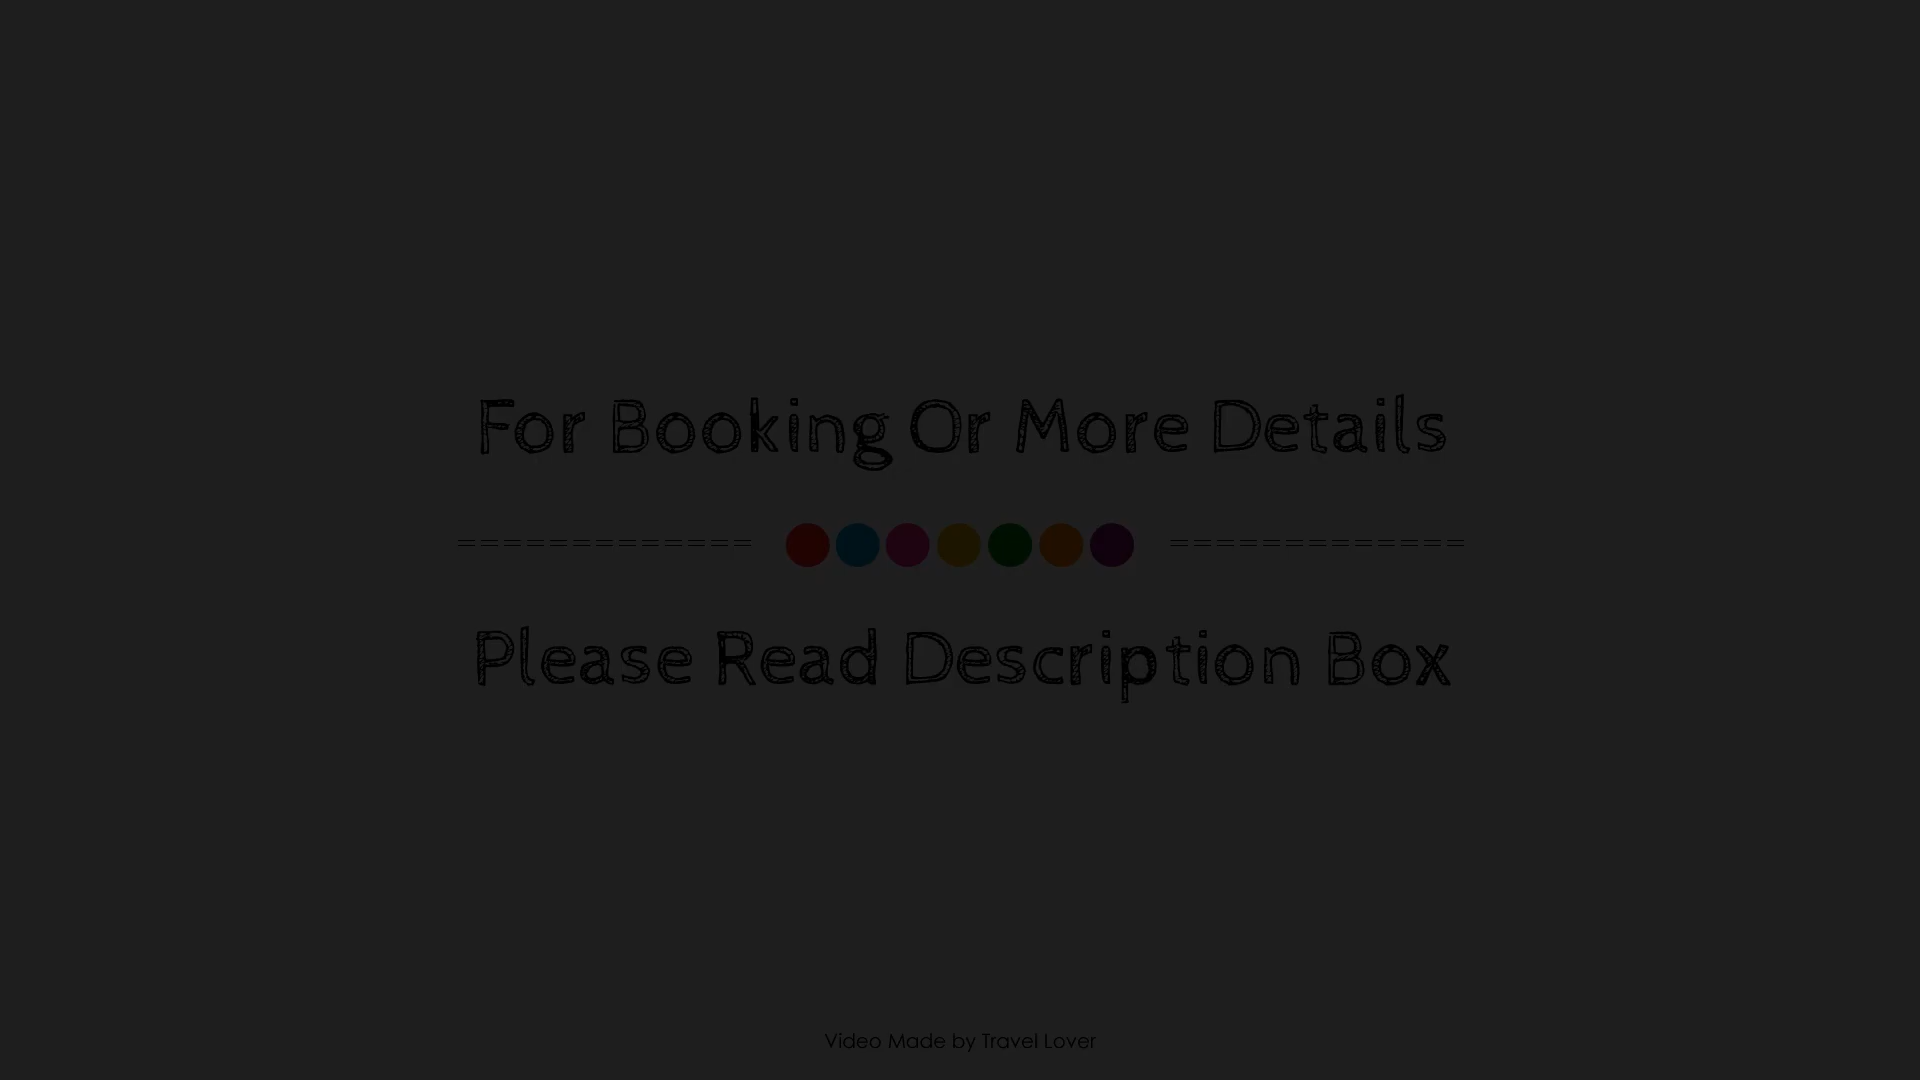 For Booking Or More Details
============= =============
Please Read Description Box
Video Made by Travel Lover